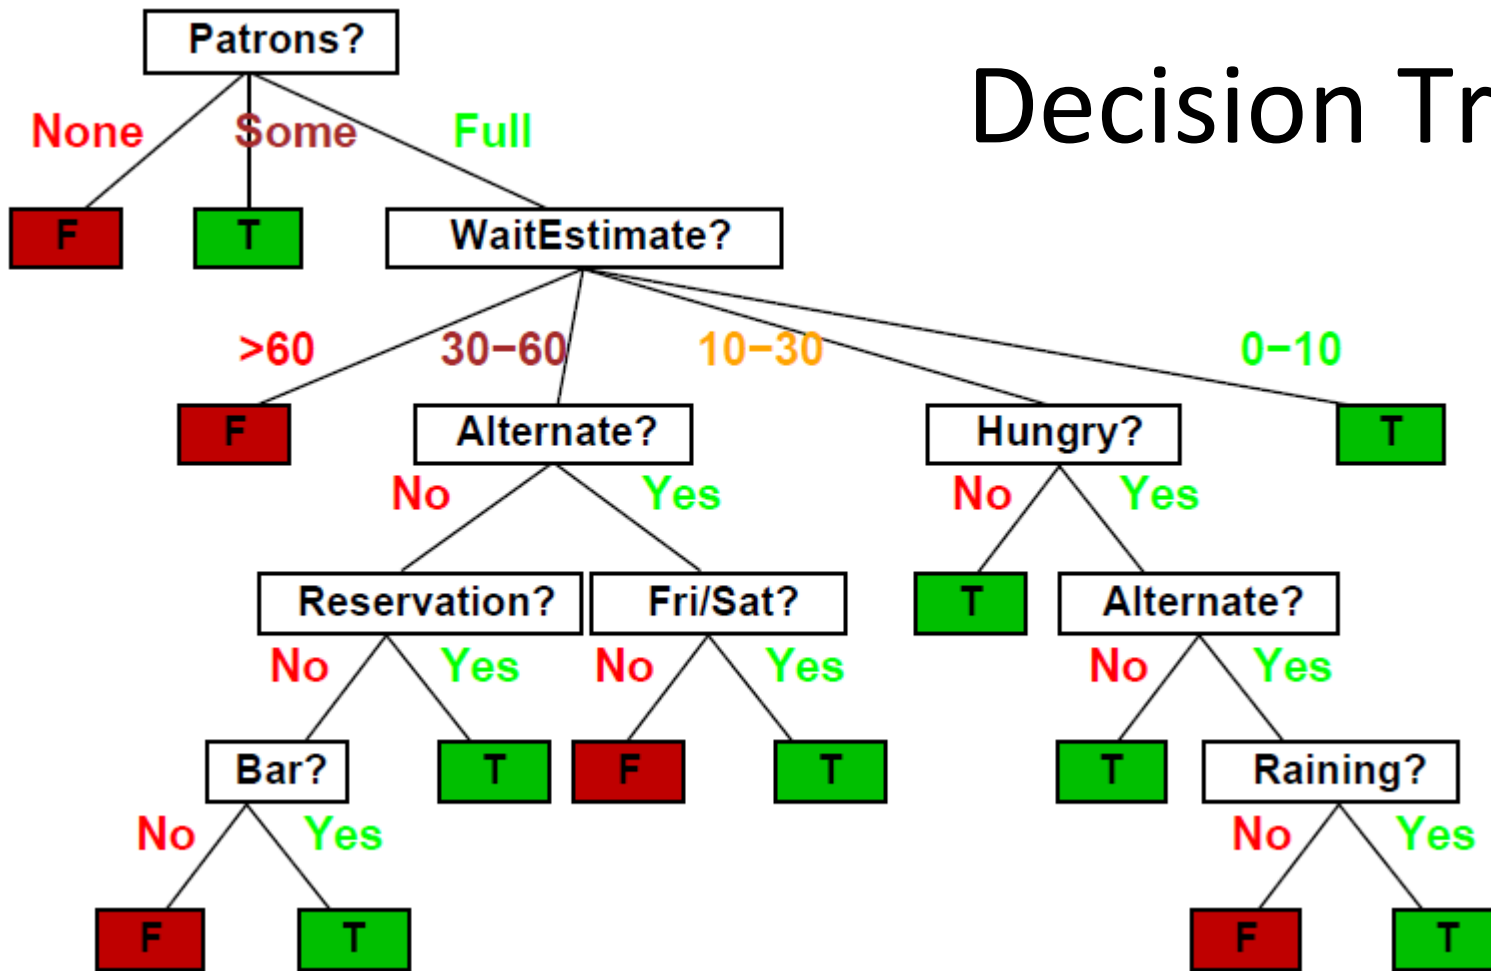 Patrons?
Decision Tr
None Some Full
F T WaitEstimate?
>60 30−60 10−30 0−10
F Alternate? Hungry? T
No Yes No Yes
Reservation? Fri/Sat? T Alternate?
No Yes No Yes No Yes
Bar? T F T T Raining?
No Yes No Yes
F T F T